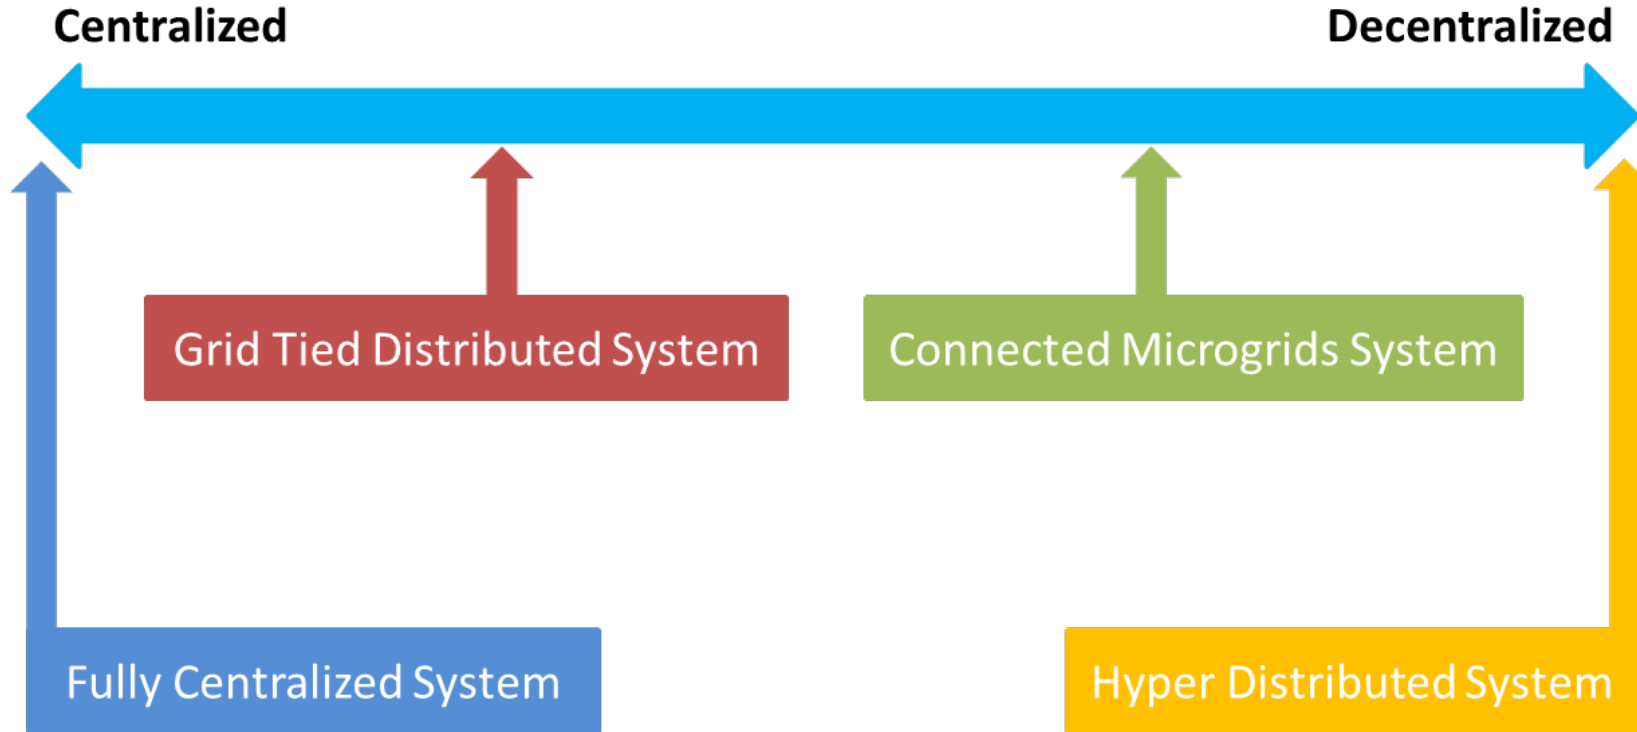 Centralized
Decentralized
Grid Tied Distributed System
Connected Microgrids System
Fully Centralized System
Hyper Distributed System